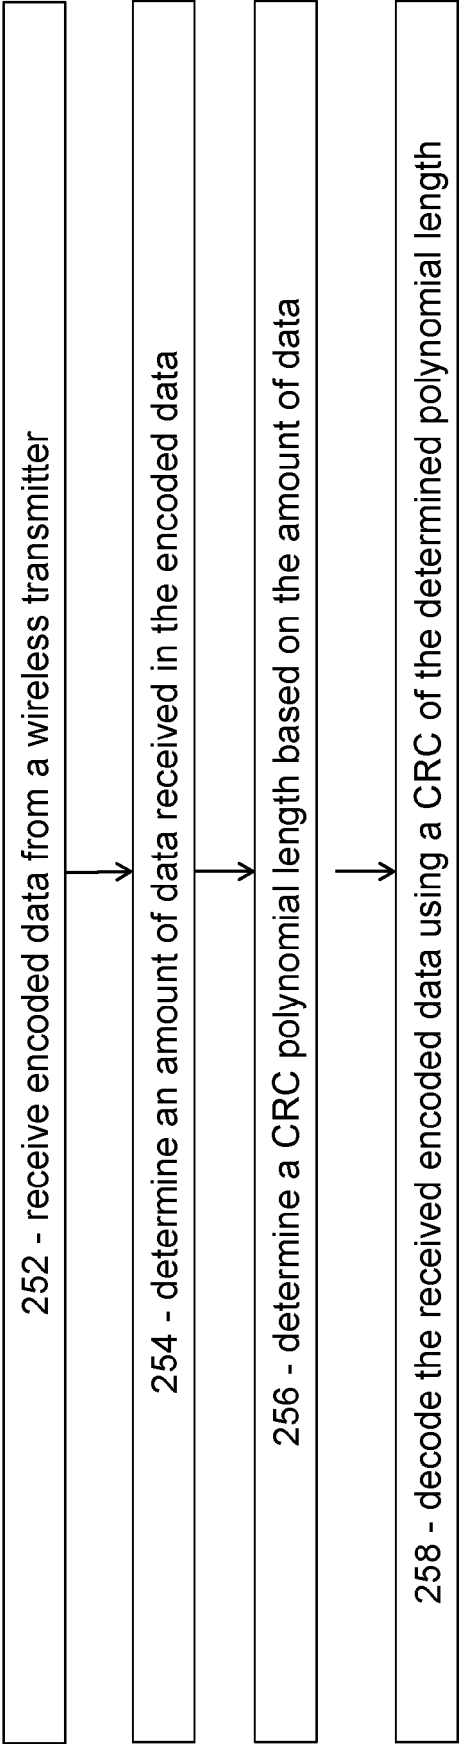 252 - receive encoded data from a wireless transmitter
254 - determine an amount of data received in the encoded data
256 - determine a CRC polynomial length based on the amount of data
258 - decode the received encoded data using a CRC of the determined polynomial length